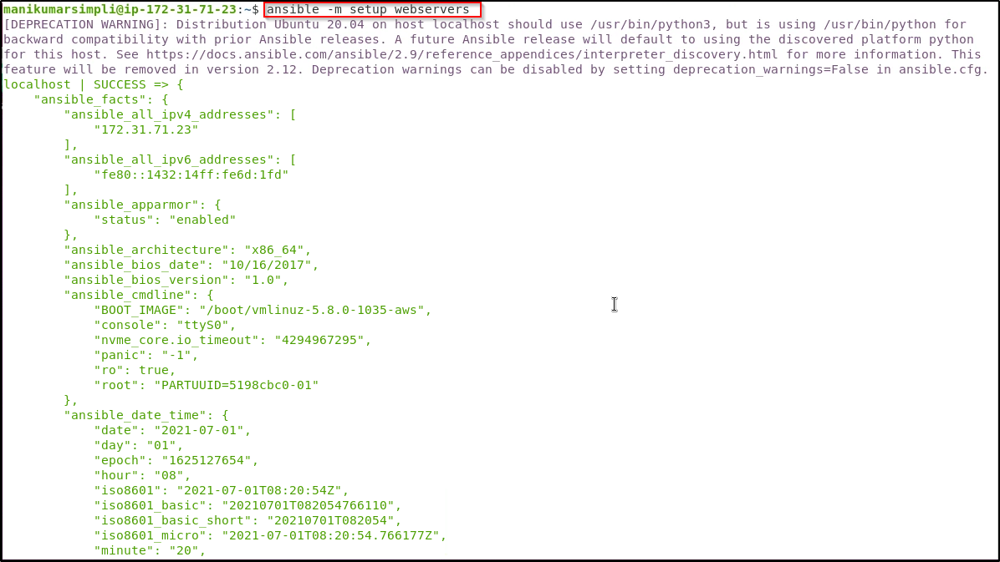 manikumarsimpli@ip-172-31-71-23:~$ ansible -m setup webservers
[DEPRECATION WARNING]: Distribution Ubuntu 20.04 on host localhost should use /usr/bin/python3, but is using /usr/bin/python for
backward compatibility with prior Ansible releases. A future Ansible release will default to using the discovered platform python
for this host. See https://docs.ansible.com/ansible/2.9/reference_appendices/interpreter_discovery.html for more information. This
feature will be removed in version 2.12. Deprecation warnings can be disabled by setting deprecation_warnings=False in ansible.cfg.
localhost | SUCCESS => {
    "ansible_facts": {
        "ansible_all_ipv4_addresses": [
            "172.31.71.23"
        ],
        "ansible_all_ipv6_addresses": [
            "fe80::1432:14ff:fe6d:1fd"
        ],
        "ansible_apparmor": {
            "status": "enabled"
        },
        "ansible_architecture": "x86_64",
        "ansible_bios_date": "10/16/2017",
        "ansible_bios_version": "1.0",
        "ansible_cmdline": {
            "BOOT_IMAGE": "/boot/vmlinuz-5.8.0-1035-aws",
            "console": "ttyS0",
            "nvme_core.io_timeout": "4294967295",
            "panic": "-1",
            "ro": true,
            "root": "PARTUUID=5198cbc0-01"
        },
        "ansible_date_time": {
            "date": "2021-07-01",
            "day": "01",
            "epoch": "1625127654",
            "hour": "08",
            "iso8601": "2021-07-01T08:20:54Z",
            "iso8601_basic": "20210701T082054766110",
            "iso8601_basic_short": "20210701T082054",
            "iso8601_micro": "2021-07-01T08:20:54.766177Z",
            "minute": "20",